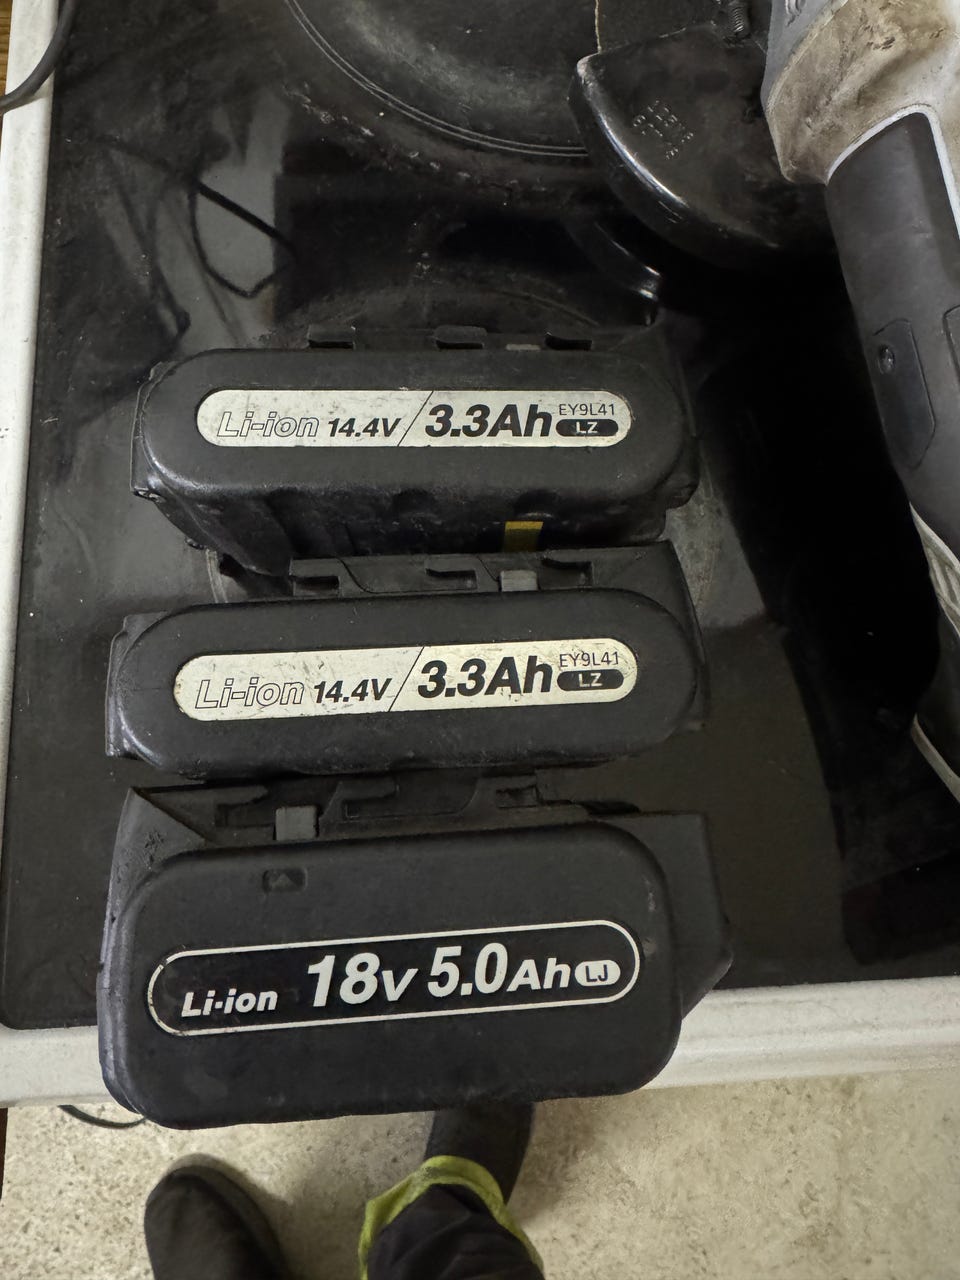 Li-ion 14.4V/3.3Ah EY9L41
LZ
Li-ion 14.4V/3.3Ah EY9L41
LZ
Li-ion 18V 5.0Ah LJ